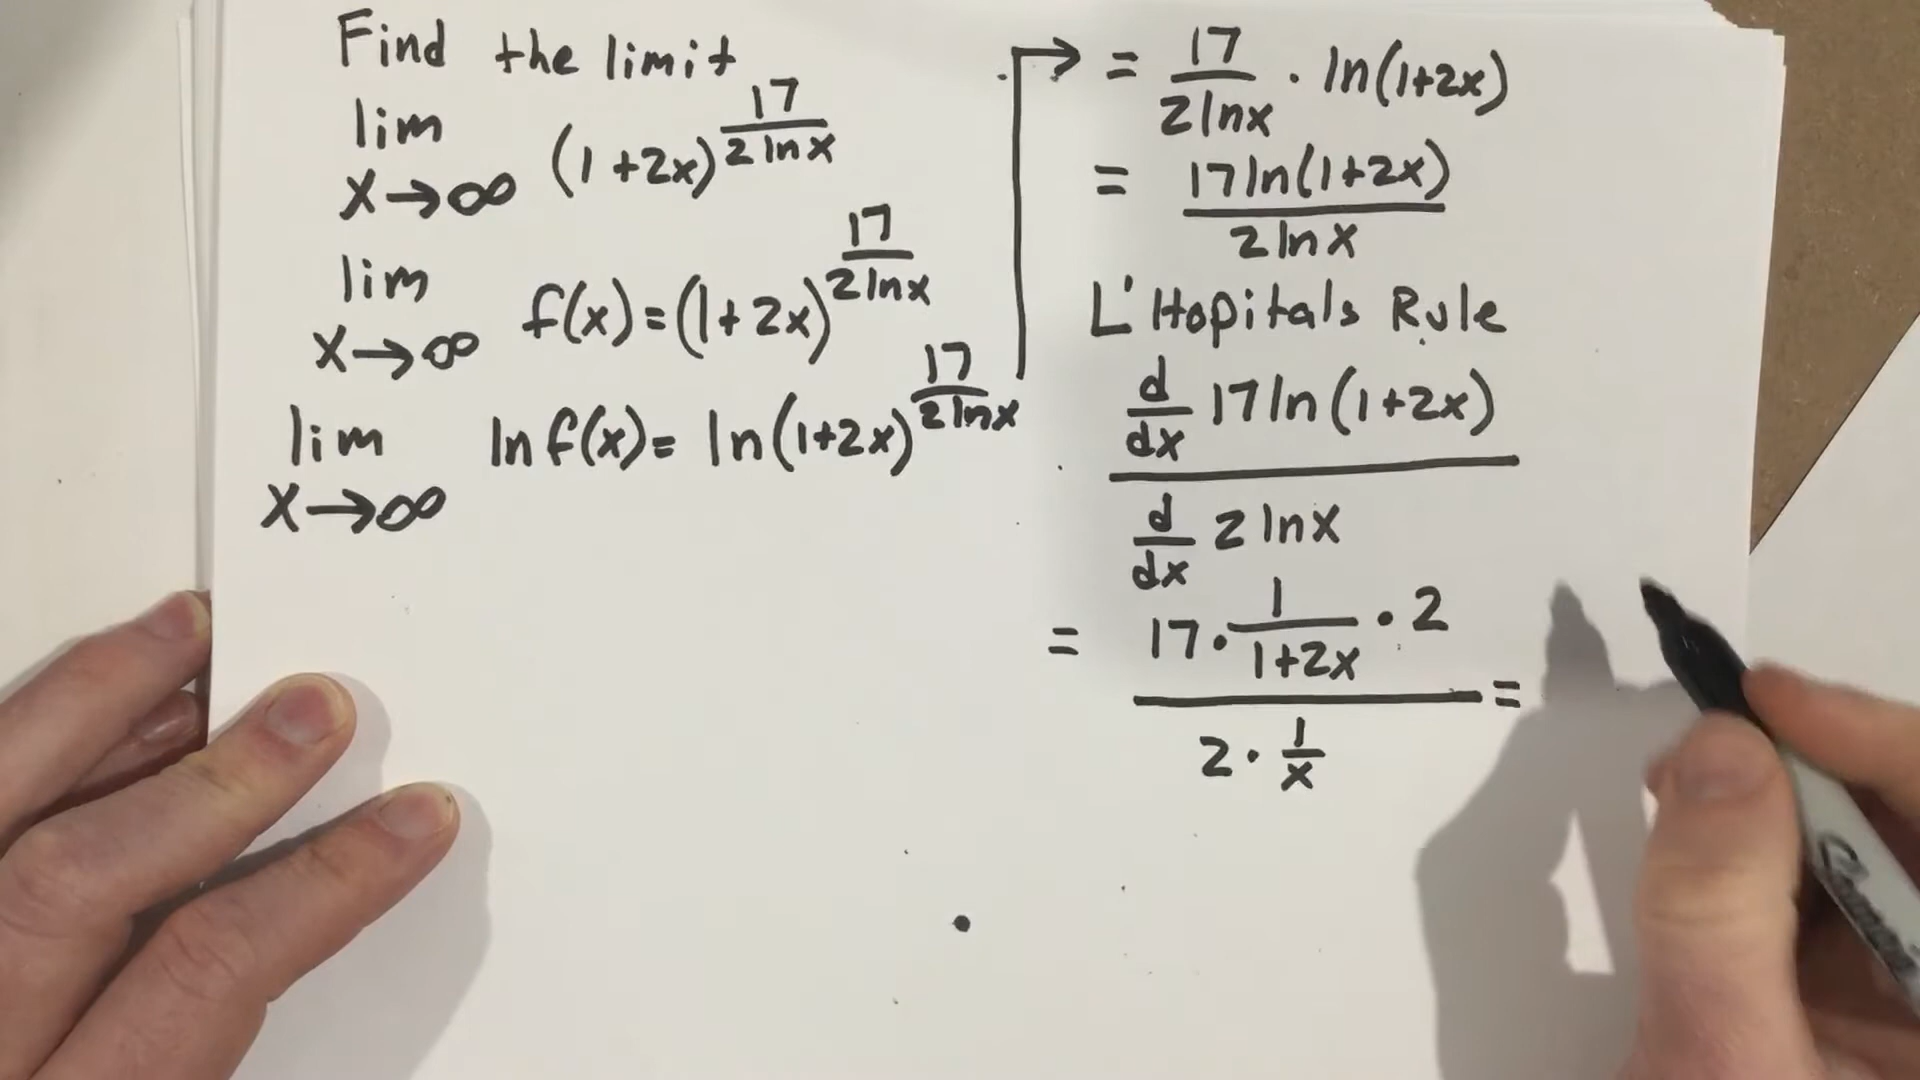 Find the limit
lim x→∞ (1+2x)^(17/(2lnx))
lim x→∞ f(x)=(1+2x)^(17/(2lnx))
lim x→∞ ln f(x)= ln(1+2x)^(17/(2lnx))
= 17/(2lnx) · ln(1+2x)
= 17ln(1+2x)/(2lnx)
L'Hopitals Rule
d/dx 17ln(1+2x)
d/dx 2lnx
= (17·1/(1+2x)·2)/(2·1/x) =